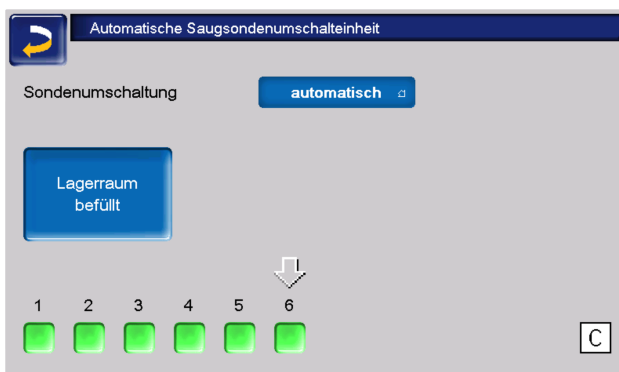 Automatische Saugsondenumschalteinheit
Sondenumschaltung
automatisch
Lagerraum
befüllt
1 2 3 4 5 6
C